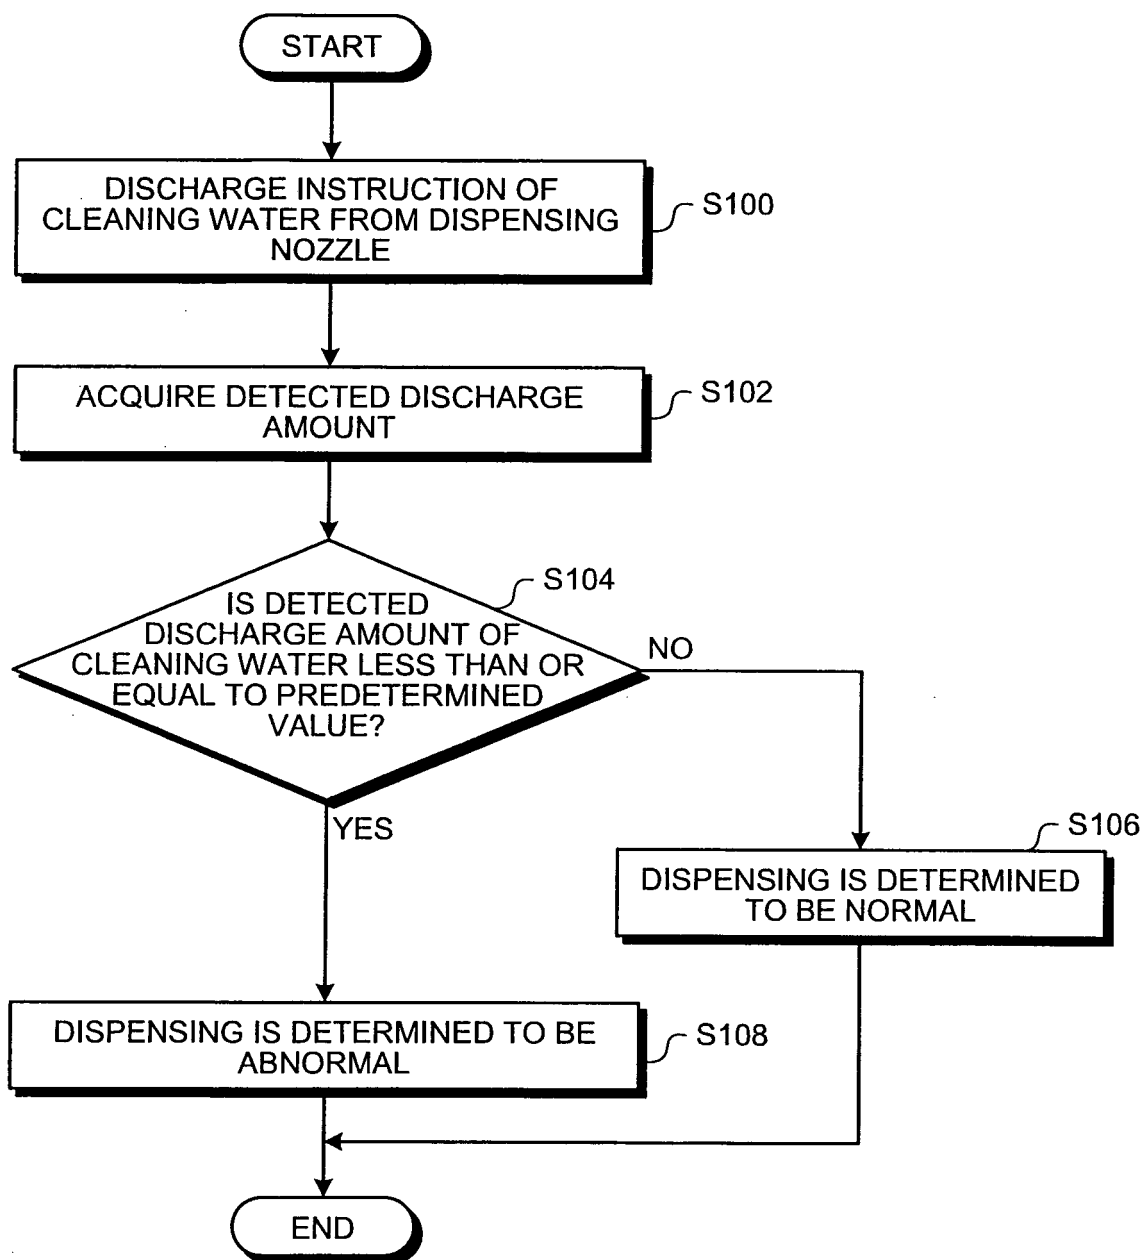 START
DISCHARGE INSTRUCTION OF
CLEANING WATER FROM DISPENSING
NOZZLE
S100
ACQUIRE DETECTED DISCHARGE
AMOUNT
S102
S104
IS DETECTED
DISCHARGE AMOUNT OF
CLEANING WATER LESS THAN OR
EQUAL TO PREDETERMINED
VALUE?
NO
YES
S106
DISPENSING IS DETERMINED
TO BE NORMAL
DISPENSING IS DETERMINED TO BE
ABNORMAL
S108
END